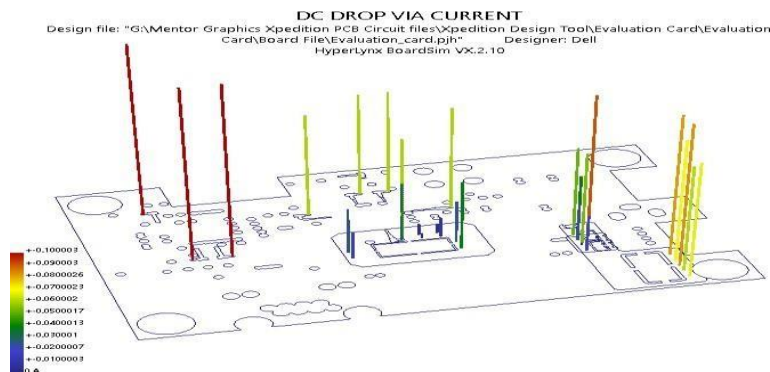 DC DROP VIA CURRENT
Design file: "G:\Mentor Graphics Xpedition PCB Circuit files\Xpedition Design Tool\Evaluation Card\Evaluation
Card\Board File\Evaluation_card.pjh" Designer: Dell
HyperLynx BoardSim VX.2.10
+-0.100003
+-0.090003
+-0.0800026
+-0.0700023
+-0.060002
+-0.0500017
+-0.0400013
+-0.03001
+-0.0200007
+-0.0100003
0 A